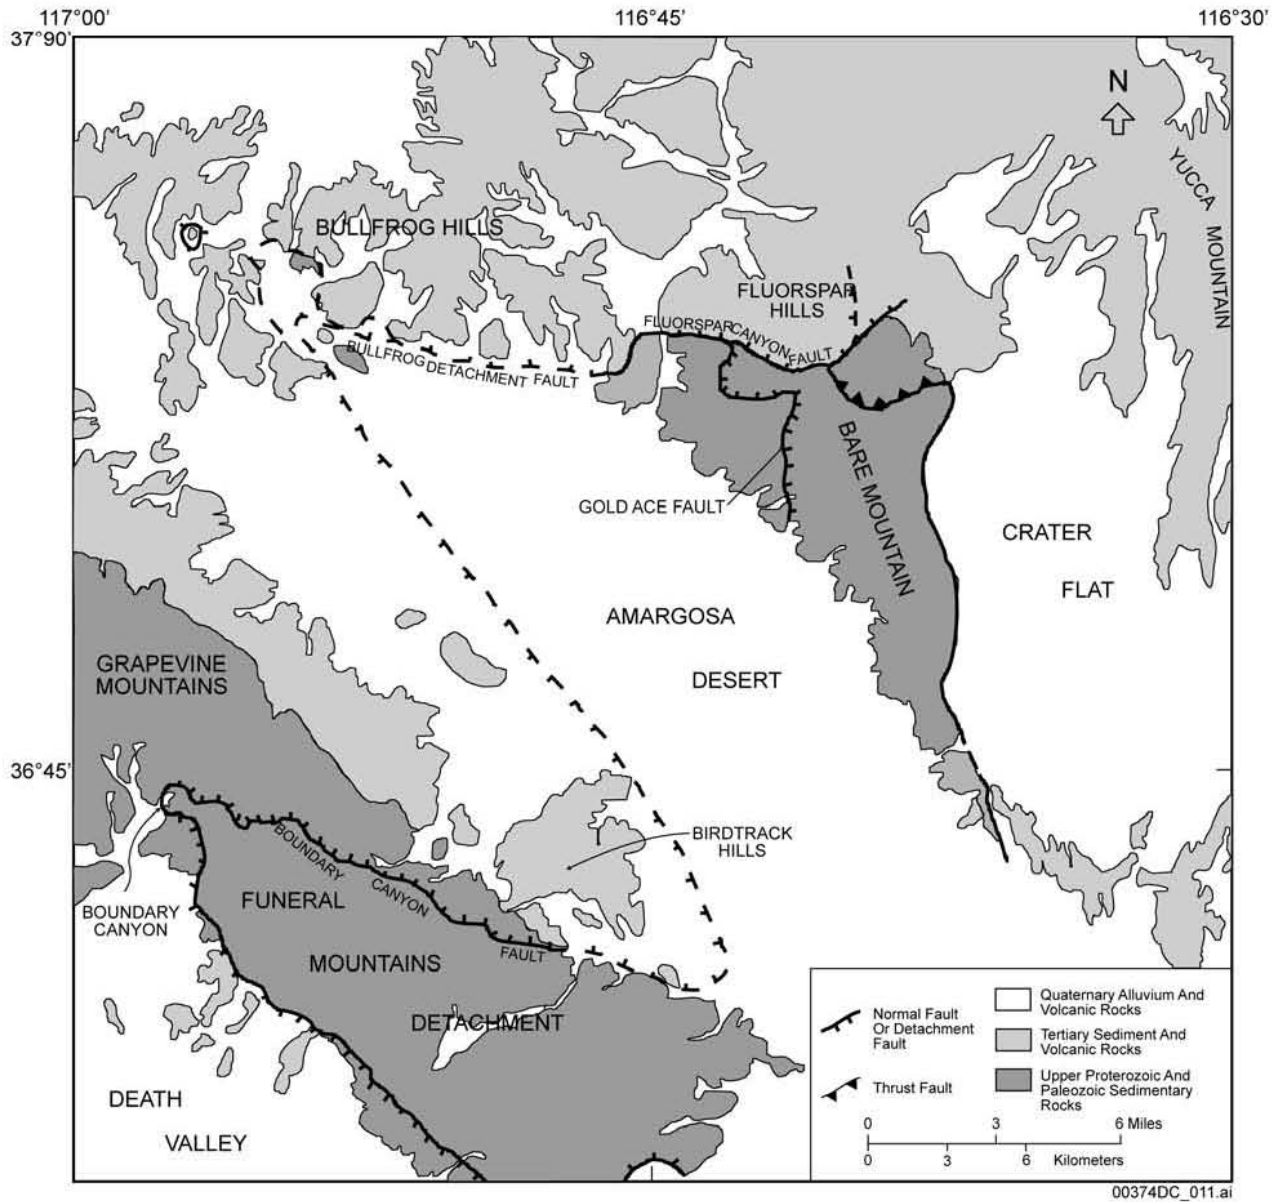 117°00'
116°45'
116°30'
37°90'
N
YUCCA
MOUNTAIN
BULLFROG HILLS
FLUORSPAR
HILLS
FLUORSPAR CANYON FAULT
BULLFROG DETACHMENT FAULT
BARE MOUNTAIN
GOLD ACE FAULT
CRATER
FLAT
AMARGOSA
DESERT
GRAPEVINE
MOUNTAINS
36°45'
BIRDTRACK
HILLS
BOUNDARY CANYON FAULT
FUNERAL
MOUNTAINS
DETACHMENT
BOUNDARY
CANYON
DEATH
VALLEY
Normal Fault
Or Detachment
Fault
Thrust Fault
Quaternary Alluvium And
Volcanic Rocks
Tertiary Sediment And
Volcanic Rocks
Upper Proterozoic And
Paleozoic Sedimentary
Rocks
0 3 6 Miles
0 3 6 Kilometers
00374DC_011.ai